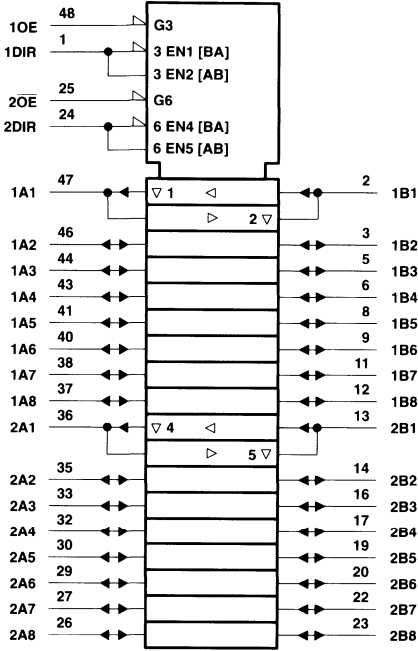 48
1OE G3
1
1DIR 3 EN1 [BA]
3 EN2 [AB]
25
2OE G6
24
2DIR 6 EN4 [BA]
6 EN5 [AB]
47 2
1A1 ▽ 1 ◁ 1B1
▷ 2 ▽
46 3
1A2 1B2
44 5
1A3 1B3
43 6
1A4 1B4
41 8
1A5 1B5
40 9
1A6 1B6
38 11
1A7 1B7
37 12
1A8 1B8
36 13
2A1 ▽ 4 ◁ 2B1
▷ 5 ▽
35 14
2A2 2B2
33 16
2A3 2B3
32 17
2A4 2B4
30 19
2A5 2B5
29 20
2A6 2B6
27 22
2A7 2B7
26 23
2A8 2B8